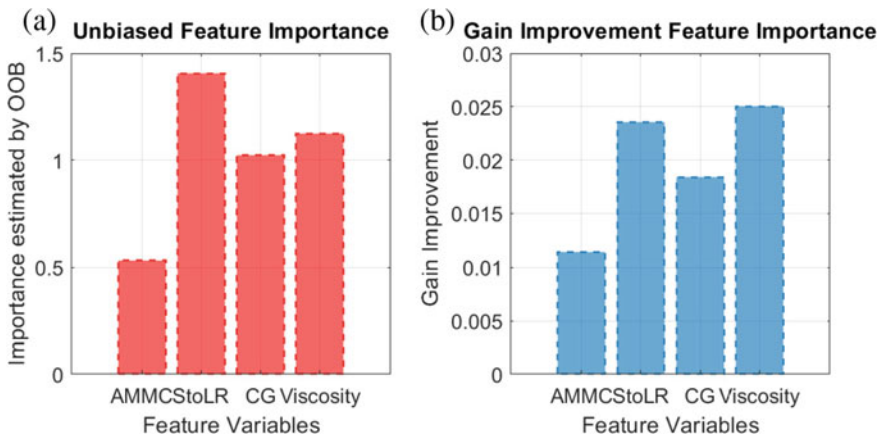 (a)
Unbiased Feature Importance
Importance estimated by OOB
1.5
1
0.5
0
AMMCStoLR CG Viscosity
Feature Variables
(b)
Gain Improvement Feature Importance
Gain Improvement
0.03
0.025
0.02
0.015
0.01
0.005
0
AMMCStoLR CG Viscosity
Feature Variables